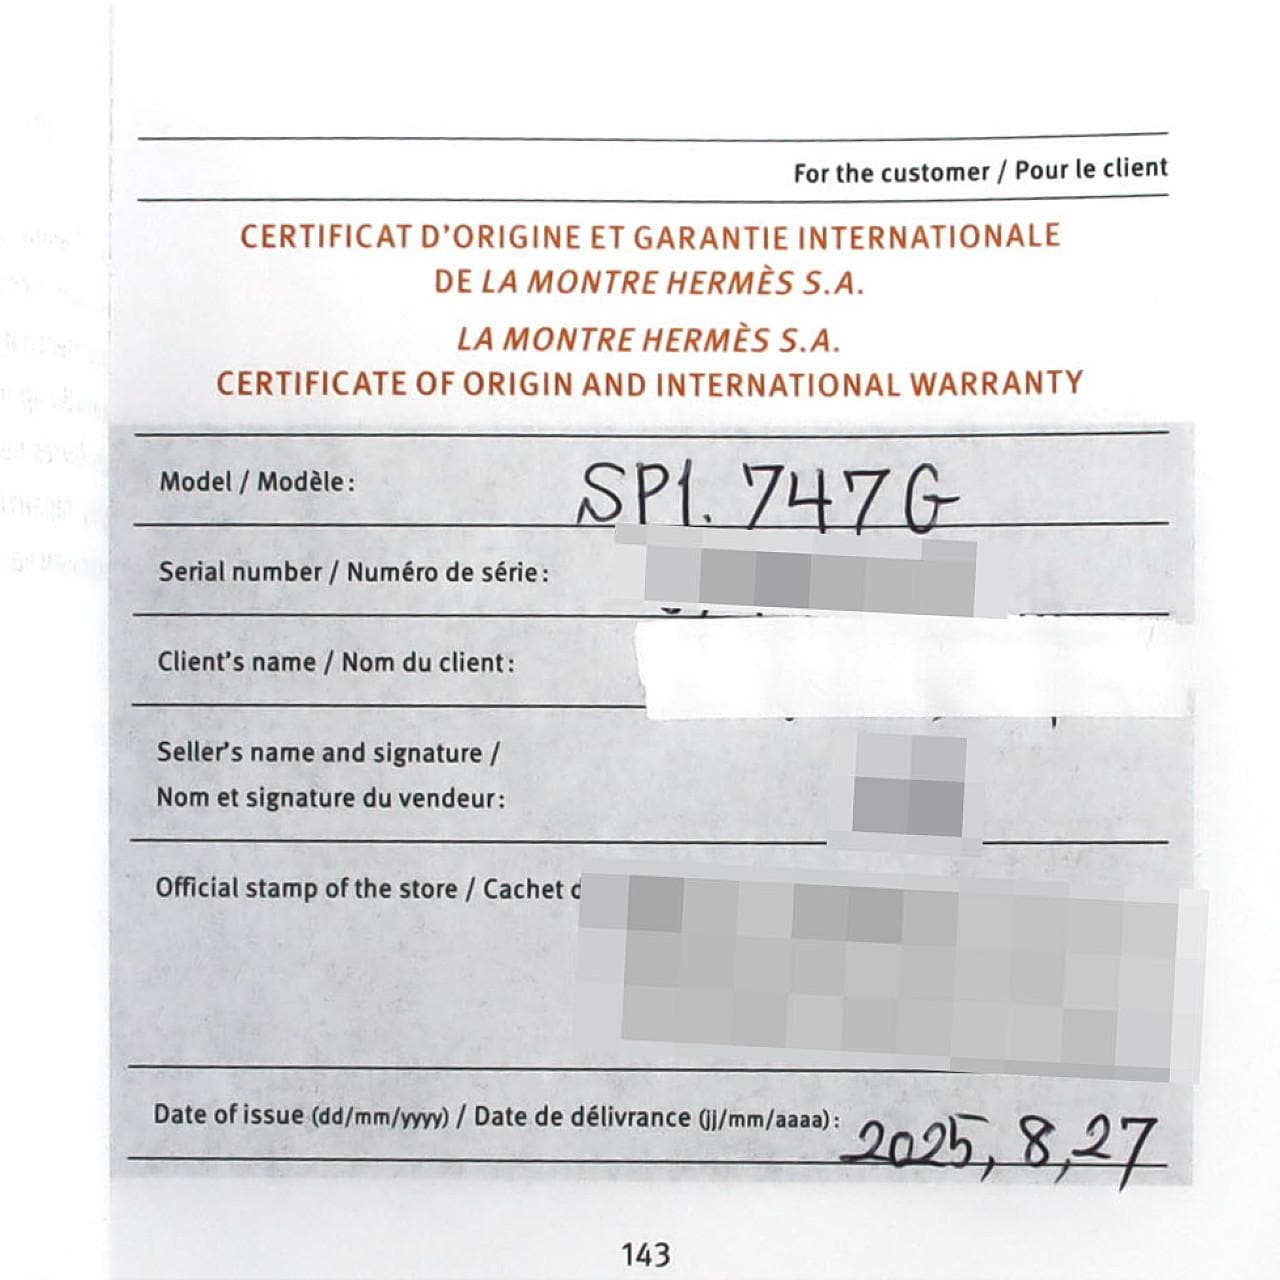 For the customer / Pour le client
CERTIFICAT D'ORIGINE ET GARANTIE INTERNATIONALE
DE LA MONTRE HERMÈS S.A.
LA MONTRE HERMÈS S.A.
CERTIFICATE OF ORIGIN AND INTERNATIONAL WARRANTY
Model / Modèle: SP1. 747G
Serial number / Numéro de série:
Client's name / Nom du client:
Seller's name and signature /
Nom et signature du vendeur:
Official stamp of the store / Cachet
Date of issue (dd/mm/yyyy) / Date de délivrance (jj/mm/aaaa): 2025, 8, 27
143